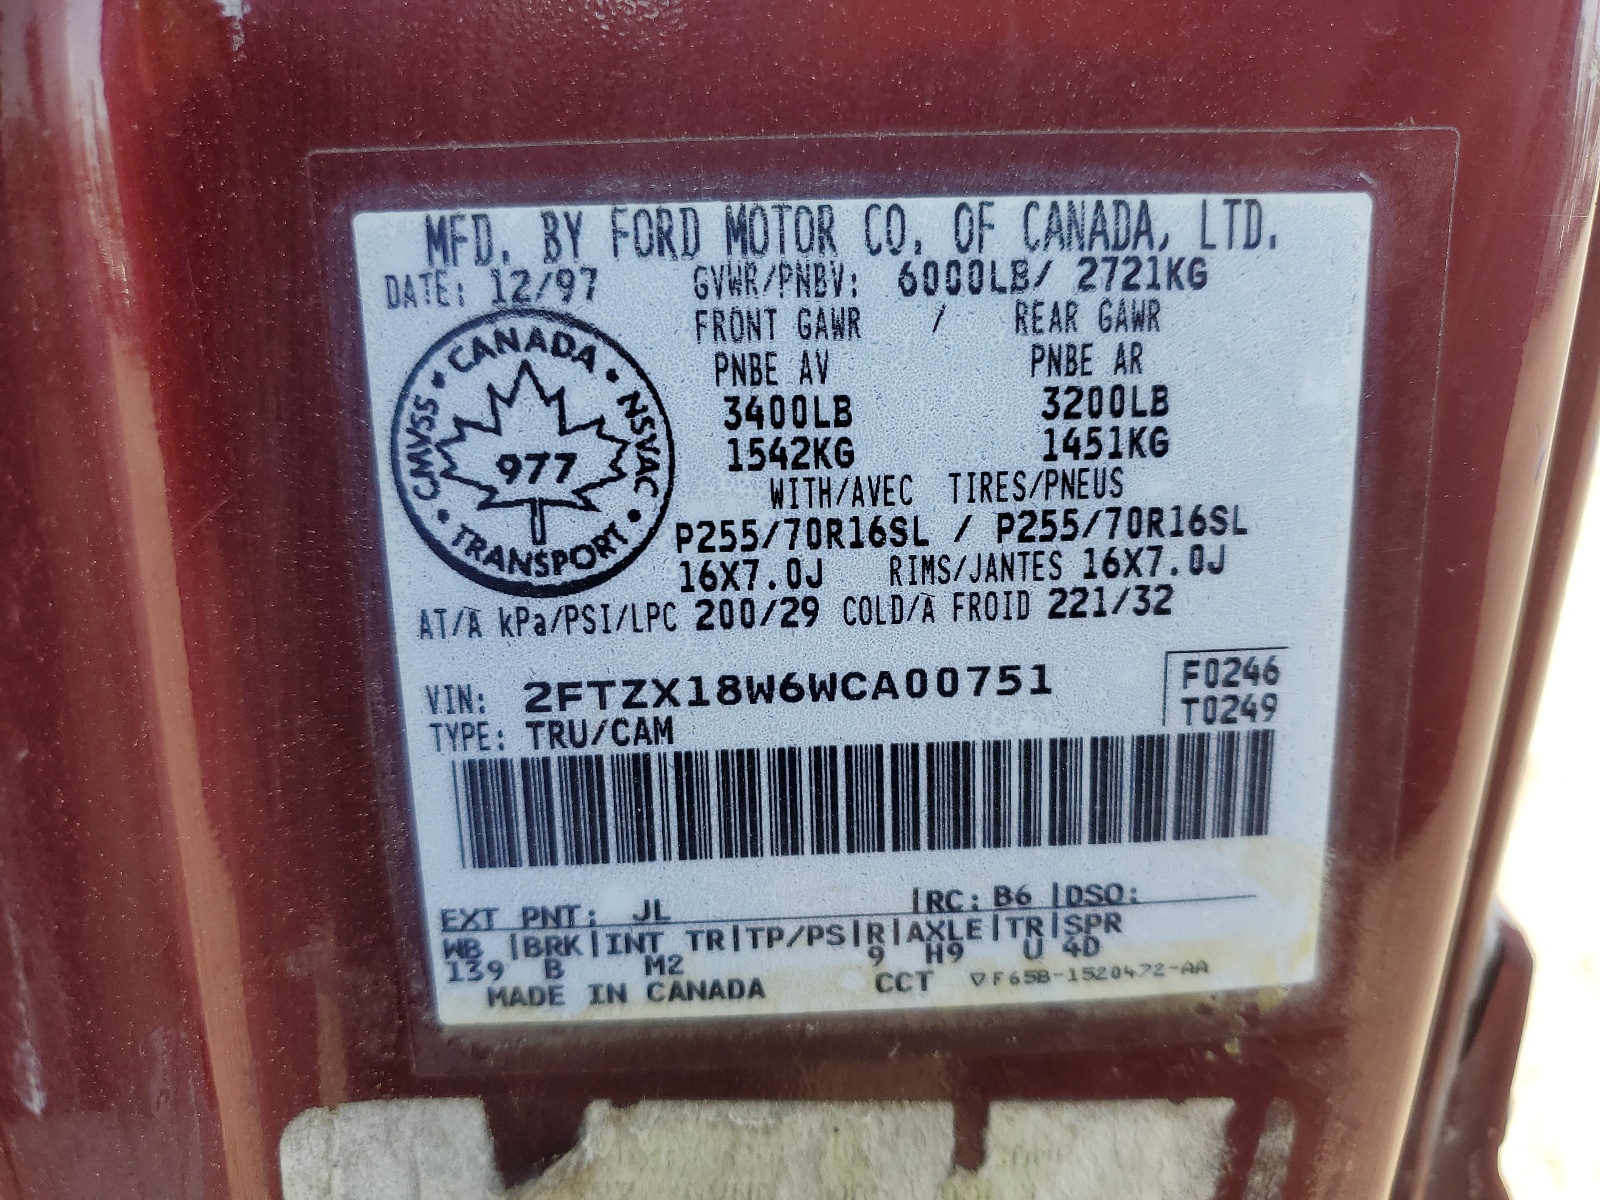 MFD. BY FORD MOTOR CO. OF CANADA, LTD.
DATE: 12/97 GVWR/PNBV: 6000LB/ 2721KG
FRONT GAWR / REAR GAWR
PNBE AV PNBE AR
3400LB 3200LB
1542KG 1451KG
WITH/AVEC TIRES/PNEUS
P255/70R16SL / P255/70R16SL
16X7.0J RIMS/JANTES 16X7.0J
AT/A kPa/PSI/LPC 200/29 COLD/A FROID 221/32
CANADA • NSVAC • TRANSPORT • CMVSS •
977
VIN: 2FTZX18W6WCA00751
F0246
T0249
TYPE: TRU/CAM
EXT PNT: JL |RC: B6 |DSO:
WB |BRK|INT TR|TP/PS|R|AXLE|TR|SPR
139 B M2 9 H9 U 4D
MADE IN CANADA CCT ▽F65B-1520472-AA